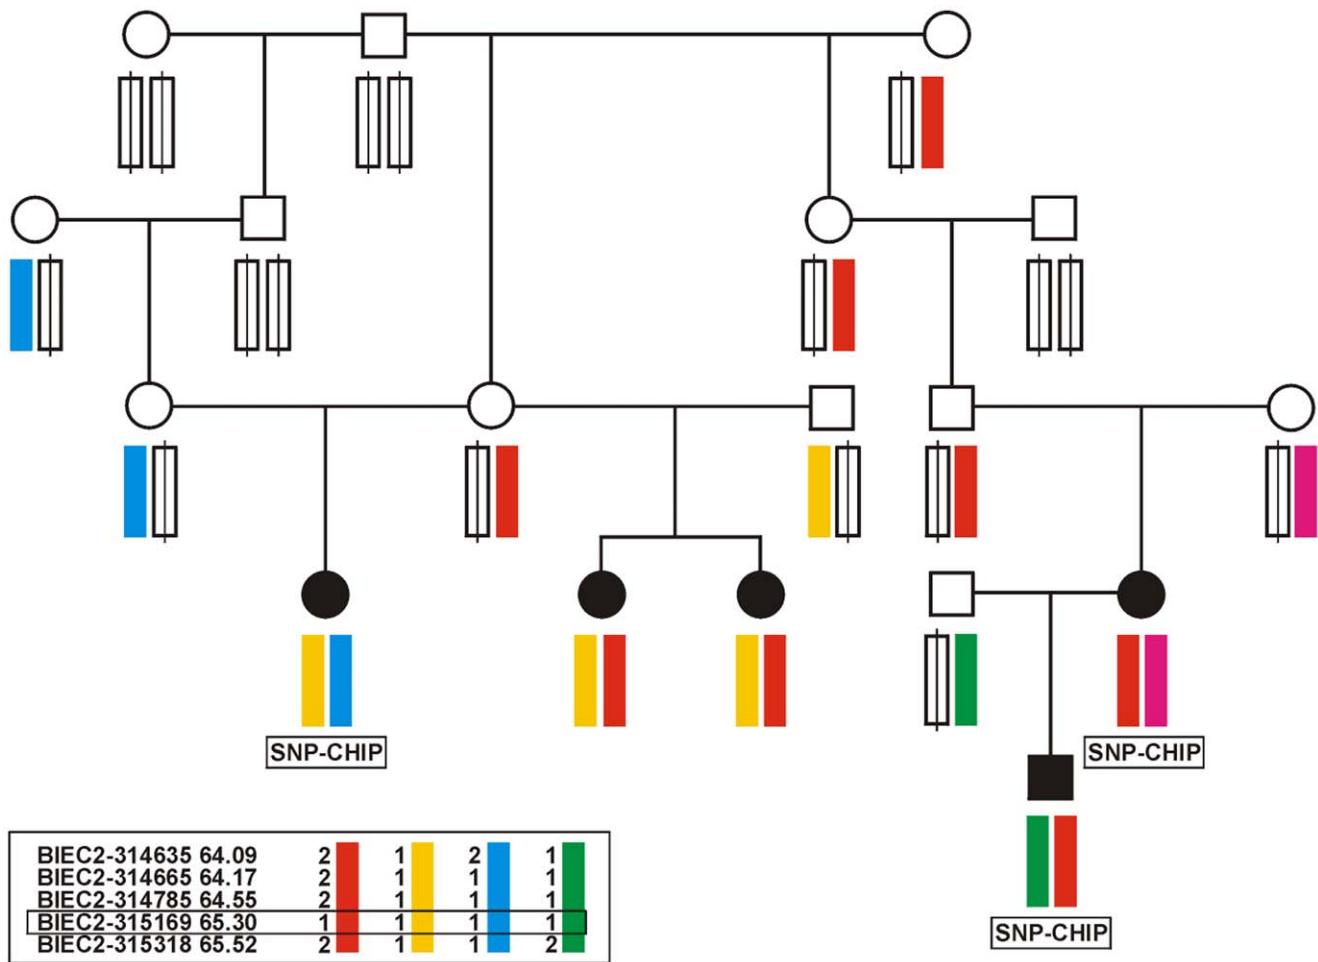 SNP-CHIP
SNP-CHIP
BIEC2-314635 64.09 2 1 2 1
BIEC2-314665 64.17 2 1 1 1
BIEC2-314785 64.55 2 1 1 1
BIEC2-315169 65.30 1 1 1 1
BIEC2-315318 65.52 2 1 1 2
SNP-CHIP